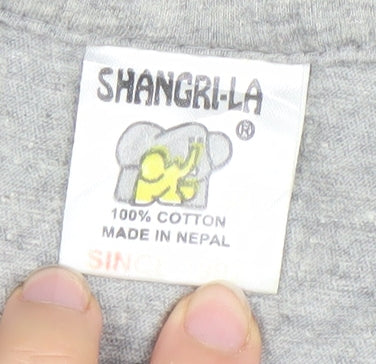 SHANGRI-LA
®
100% COTTON
MADE IN NEPAL